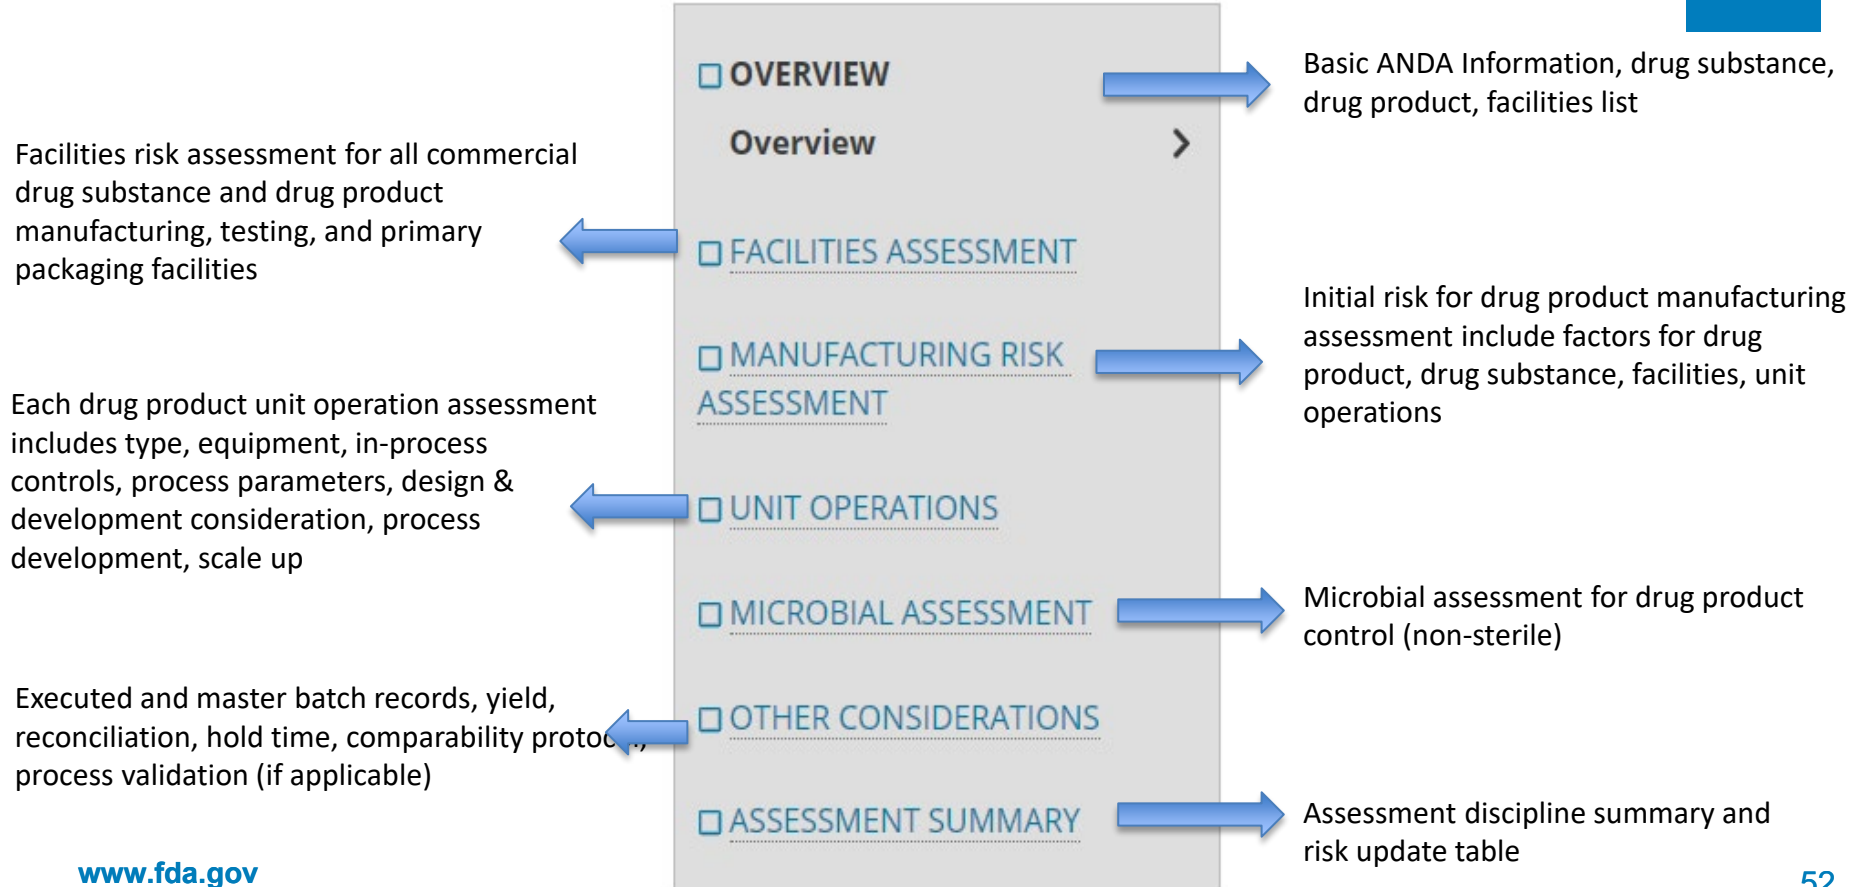 OVERVIEW
Basic ANDA Information, drug substance,
drug product, facilities list
Overview
Facilities risk assessment for all commercial
drug substance and drug product
manufacturing, testing, and primary
packaging facilities
FACILITIES ASSESSMENT
MANUFACTURING RISK
ASSESSMENT
Initial risk for drug product manufacturing
assessment include factors for drug
product, drug substance, facilities, unit
operations
Each drug product unit operation assessment
includes type, equipment, in-process
controls, process parameters, design &
development consideration, process
development, scale up
UNIT OPERATIONS
MICROBIAL ASSESSMENT
Microbial assessment for drug product
control (non-sterile)
Executed and master batch records, yield,
reconciliation, hold time, comparability protocol,
process validation (if applicable)
OTHER CONSIDERATIONS
ASSESSMENT SUMMARY
Assessment discipline summary and
risk update table
www.fda.gov
52